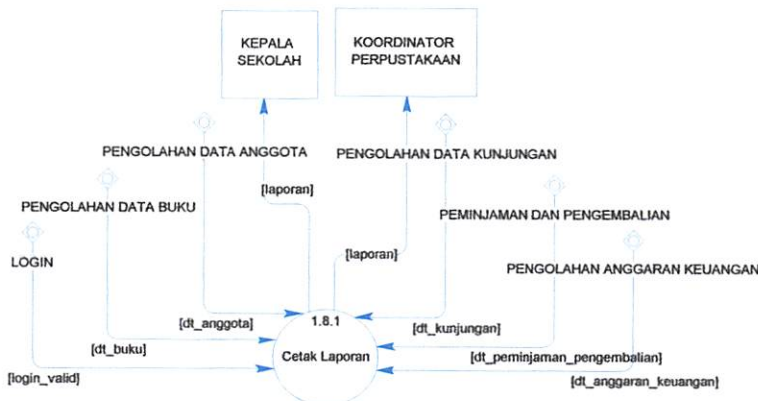 KEPALA
SEKOLAH
KOORDINATOR
PERPUSTAKAAN
PENGOLAHAN DATA ANGGOTA
PENGOLAHAN DATA KUNJUNGAN
[laporan]
PENGOLAHAN DATA BUKU
PEMINJAMAN DAN PENGEMBALIAN
[laporan]
LOGIN
PENGOLAHAN ANGGARAN KEUANGAN
1.8.1
[dt_anggota]
[dt_kunjungan]
[dt_buku]
Cetak Laporan
[dt_peminjaman_pengembalian]
[login_valid]
[dt_anggaran_keuangan]